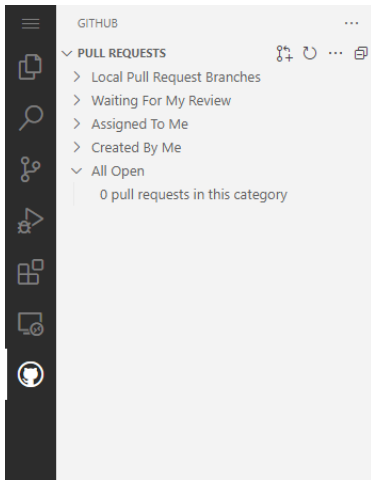 GITHUB
PULL REQUESTS
Local Pull Request Branches
Waiting For My Review
Assigned To Me
Created By Me
All Open
0 pull requests in this category